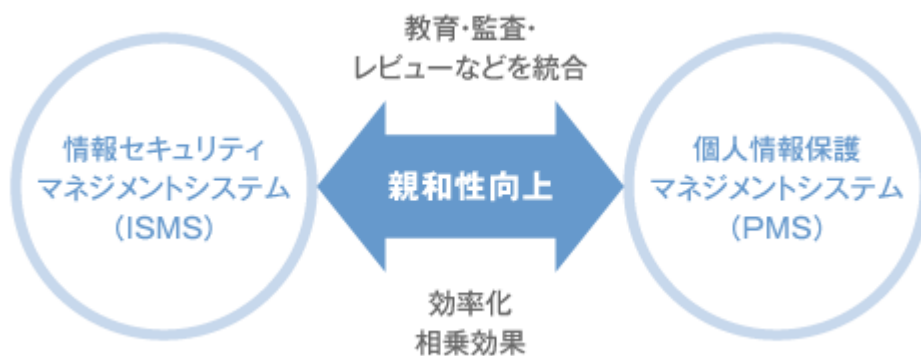 教育・監査・
レビューなどを統合
情報セキュリティ
マネジメントシステム
(ISMS)
親和性向上
個人情報保護
マネジメントシステム
(PMS)
効率化
相乗効果